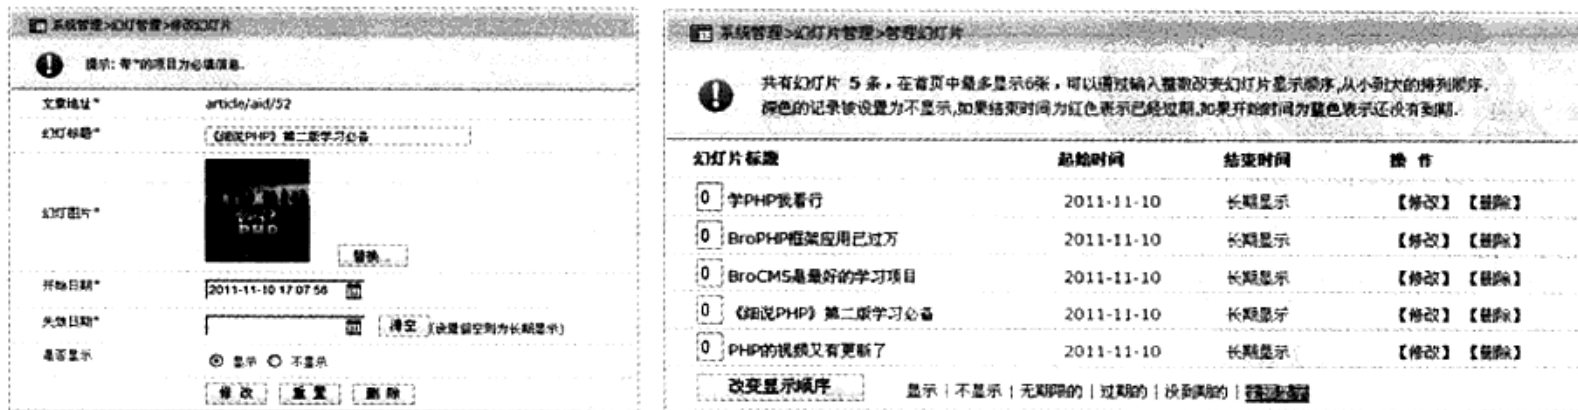 系统管理>幻灯管理>修改幻灯片
提示: 带*的项目为必填信息.
文章地址* article/aid/52
幻灯标题* 《细说PHP》第二版学习必备
幻灯图片*
替换...
开始日期* 2011-11-10 17:07:56
失效日期* 清空 (设置留空则为长期显示)
是否显示 显示 不显示
修 改 重 置 删 除
系统管理>幻灯片管理>管理幻灯片
共有幻灯片 5 条，在首页中最多显示6张，可以通过输入整数改变幻灯片显示顺序,从小到大的排列顺序.
深色的记录被设置为不显示,如果结束时间为红色表示已经过期,如果开始时间为蓝色表示还没有到期.
幻灯片标题 起始时间 结束时间 操 作
0 学PHP我看行 2011-11-10 长期显示 【修改】【删除】
0 BroPHP框架应用已过万 2011-11-10 长期显示 【修改】【删除】
0 BroCMS是最好的学习项目 2011-11-10 长期显示 【修改】【删除】
0 《细说PHP》第二版学习必备 2011-11-10 长期显示 【修改】【删除】
0 PHP的视频又有更新了 2011-11-10 长期显示 【修改】【删除】
改变显示顺序 显示 | 不显示 | 无期限的 | 过期的 | 没到期的 |